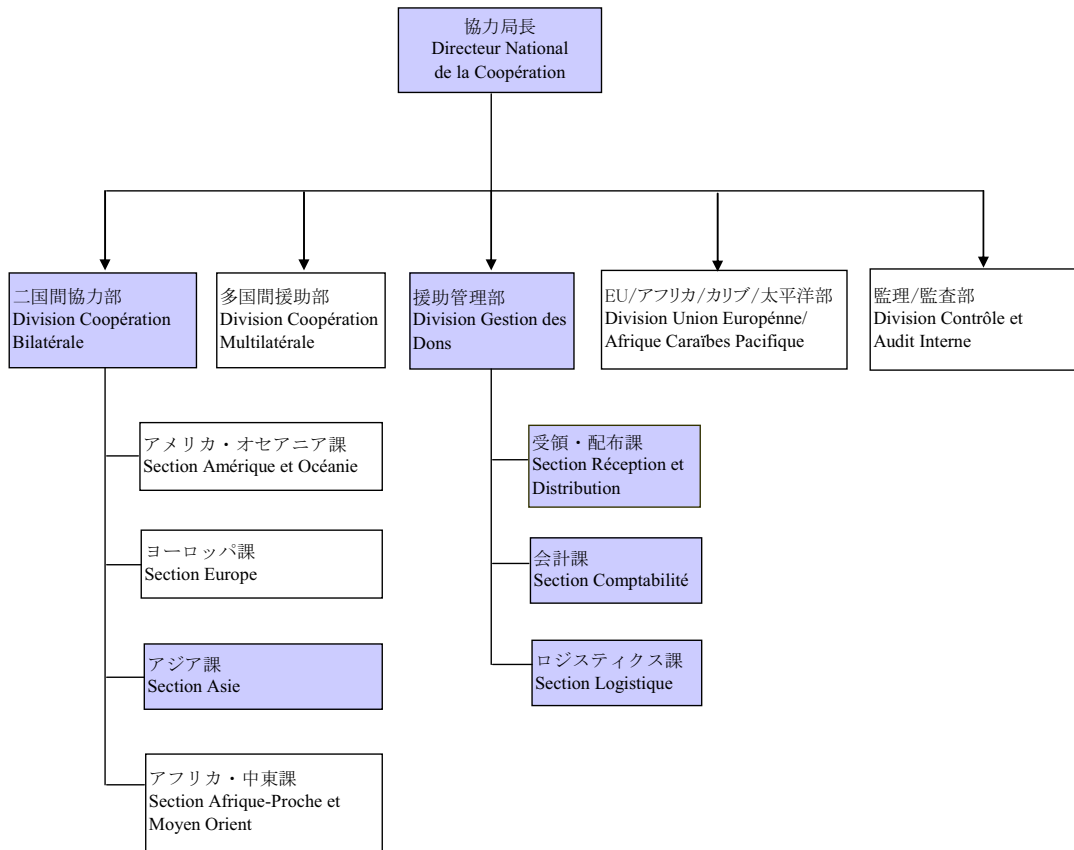 協力局長
Directeur National
de la Coopération
二国間協力部
Division Coopération
Bilatérale
多国間援助部
Division Coopération
Multilatérale
援助管理部
Division Gestion des
Dons
EU/アフリカ/カリブ/太平洋部
Division Union Europénne/
Afrique Caraïbes Pacifique
監理/監査部
Division Contrôle et
Audit Interne
アメリカ・オセアニア課
Section Amérique et Océanie
ヨーロッパ課
Section Europe
アジア課
Section Asie
アフリカ・中東課
Section Afrique-Proche et
Moyen Orient
受領・配布課
Section Réception et
Distribution
会計課
Section Comptabilité
ロジスティクス課
Section Logistique